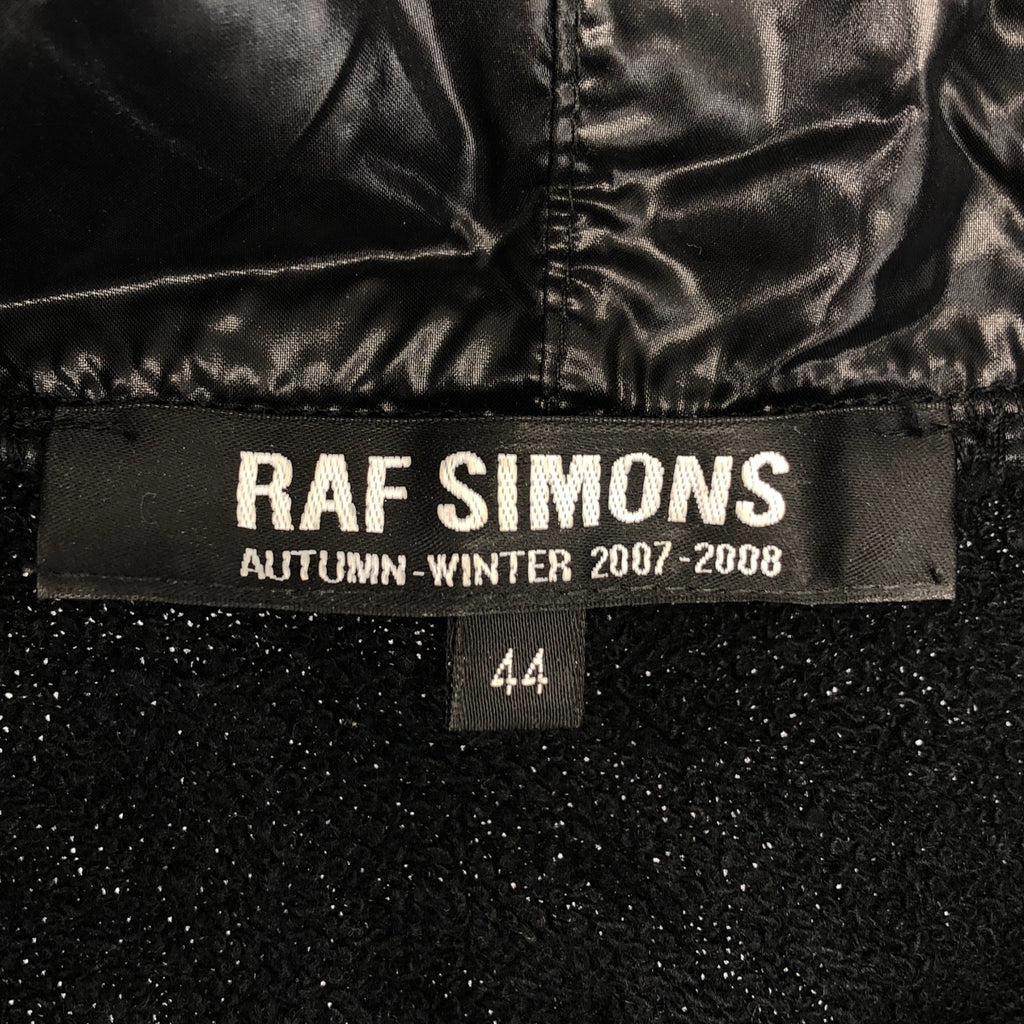 RAF SIMONS
AUTUMN-WINTER 2007-2008
44